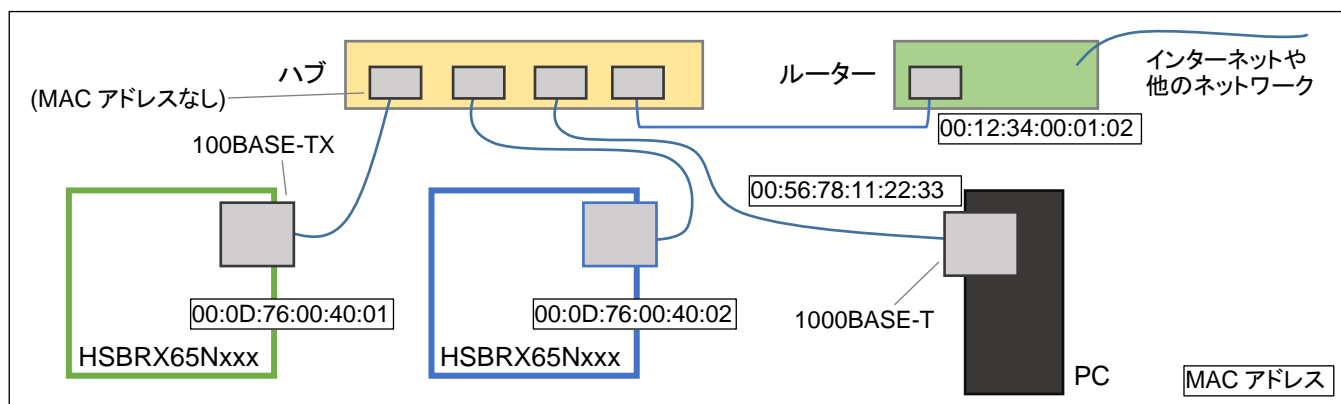 ハブ
(MAC アドレスなし)
ルーター
インターネットや
他のネットワーク
00:12:34:00:01:02
100BASE-TX
00:56:78:11:22:33
00:0D:76:00:40:01
HSBRX65Nxxx
00:0D:76:00:40:02
HSBRX65Nxxx
1000BASE-T
PC
MAC アドレス